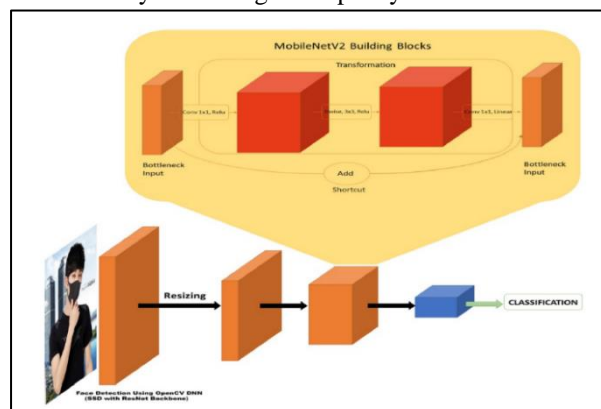 MobileNetV2 Building Blocks
Transformation
Conv 1x1, Relu
3x3, Relu
Conv 1x1, Linear
Bottleneck
Input
Bottleneck
Input
Add
Shortcut
Resizing
CLASSIFICATION
Face Detection Using OpenCV DNN
(SSD with ResNet Backbone)